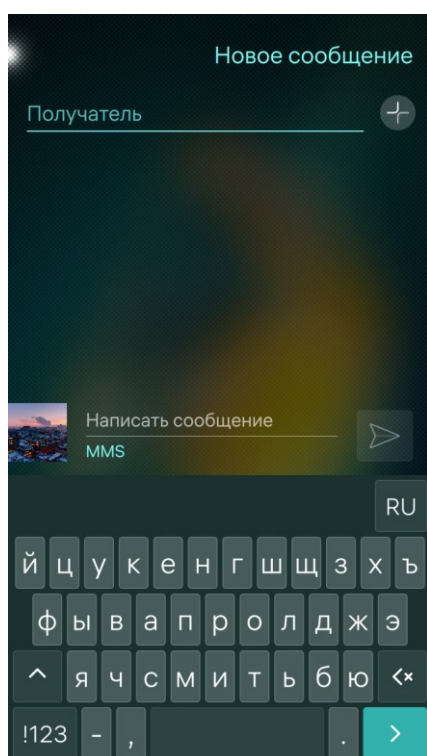 Новое сообщение
Получатель
Написать сообщение
MMS
RU
й ц у к е н г ш щ з х ъ
ф ы в а п р о л д ж э
я ч с м и т ь б ю
!123 - , .